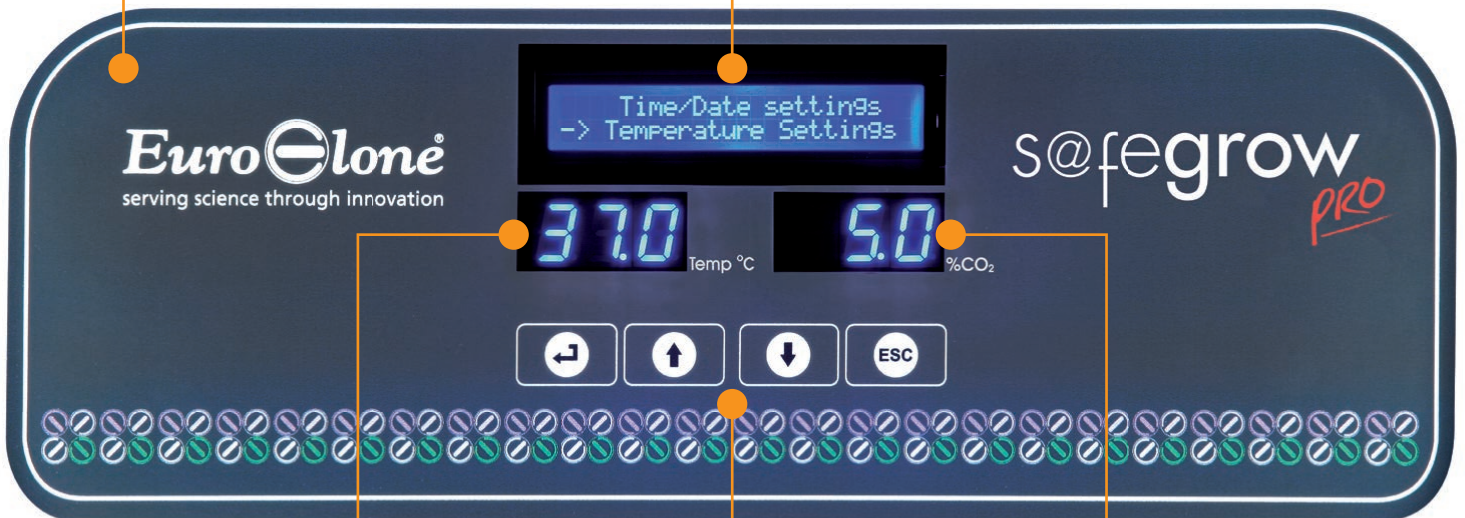 Time/Date settings
-> Temperature Settings
EuroClone®
serving science through innovation
s@fegrow
PRO
37.0
Temp °C
5.0
%CO₂
ESC